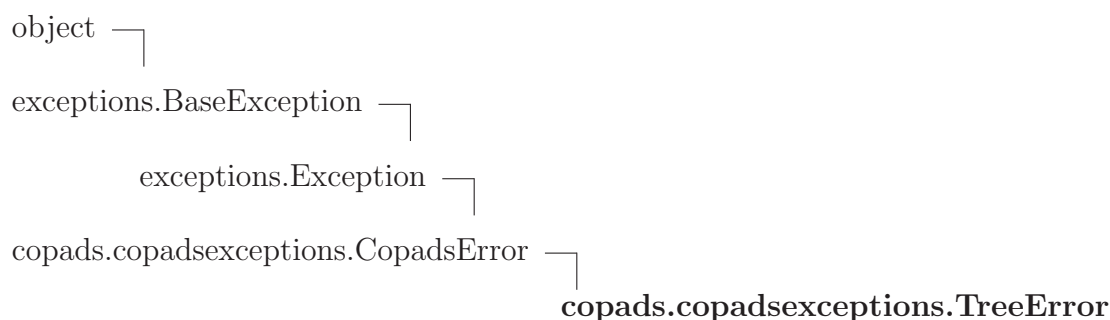 object
exceptions.BaseException
exceptions.Exception
copads.copadsexceptions.CopadsError
copads.copadsexceptions.TreeError